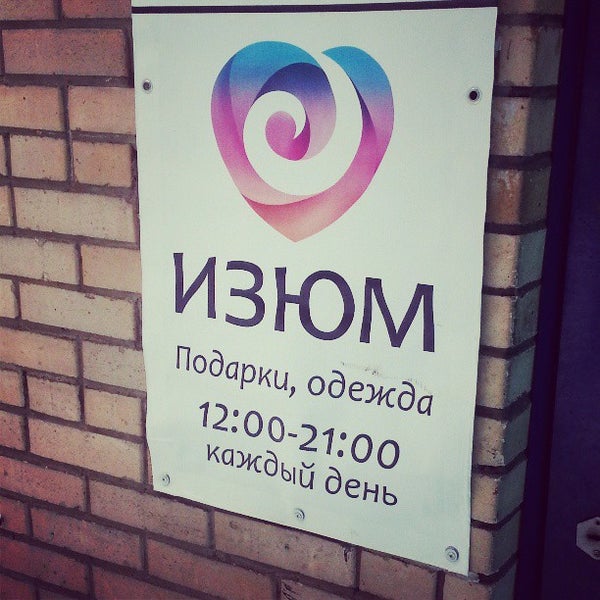 ИЗЮМ
Подарки, одежда
12:00-21:00
каждый день